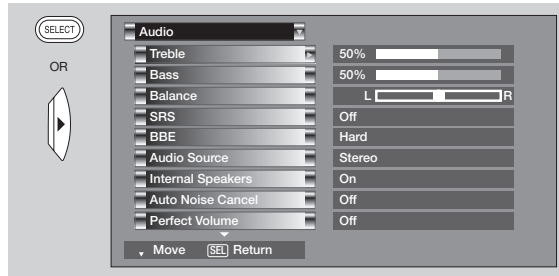 SELECT
OR
Audio
Treble 50%
Bass 50%
Balance L R
SRS Off
BBE Hard
Audio Source Stereo
Internal Speakers On
Auto Noise Cancel Off
Perfect Volume Off
Move SEL Return